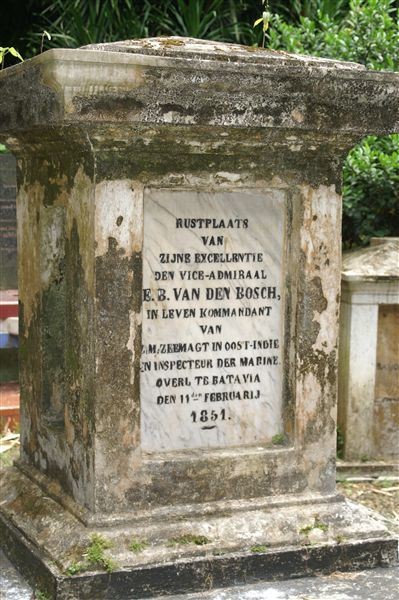 RUSTPLAATS
VAN
ZIJNE EXCELLENTIE
DEN VICE-ADMIRAAL
E. B. VAN DEN BOSCH,
IN LEVEN KOMMANDANT
VAN
Z.M. ZEEMAGT IN OOST-INDIE
EN INSPECTEUR DER MARINE.
OVERL TE BATAVIA
DEN 11den FEBRUARIJ
1851.